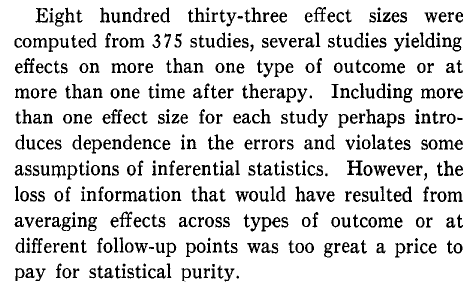 Eight hundred thirty-three effect sizes were
computed from 375 studies, several studies yielding
effects on more than one type of outcome or at
more than one time after therapy. Including more
than one effect size for each study perhaps intro-
duces dependence in the errors and violates some
assumptions of inferential statistics. However, the
loss of information that would have resulted from
averaging effects across types of outcome or at
different follow-up points was too great a price to
pay for statistical purity.